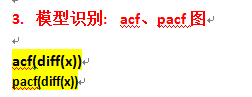 3. 模型识别: acf、pacf 图
acf(diff(x))
pacf(diff(x))